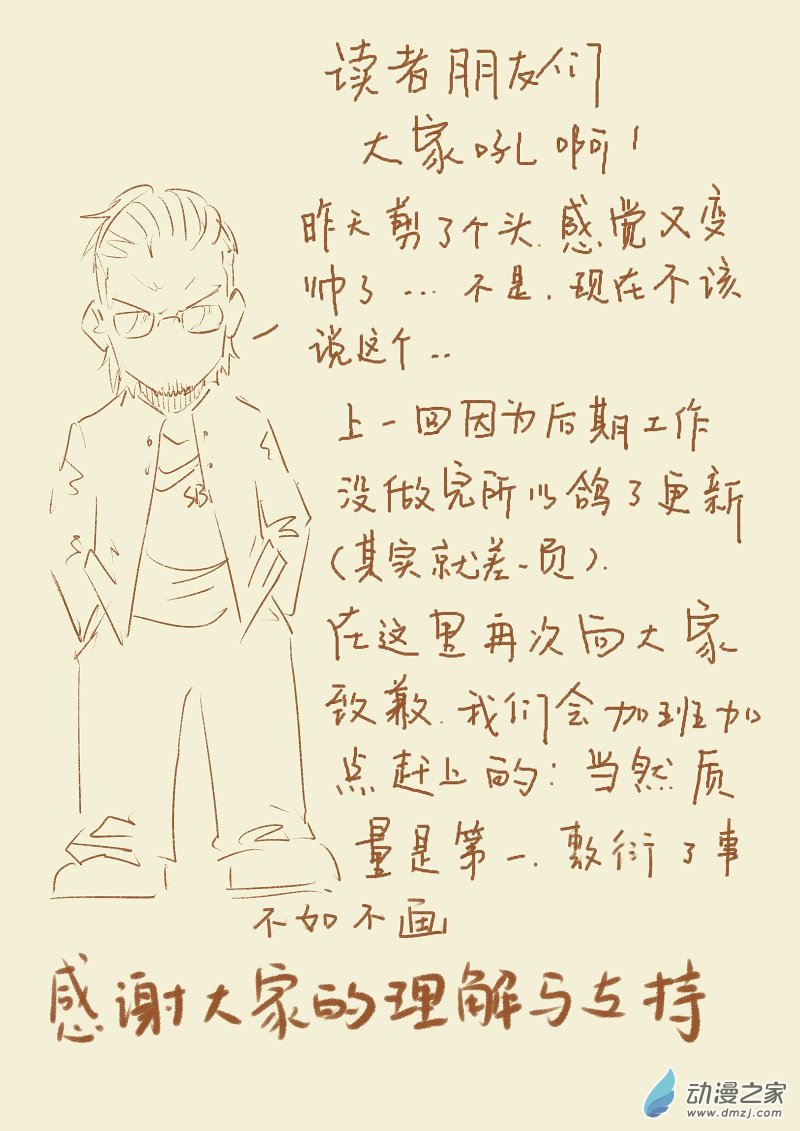 读者朋友们
大家吼啊！
昨天剪了个头.感觉又变
帅了...不是.现在不该
说这个..
上一回因为后期工作
没做完所以鸽了更新
(其实就差一页).
在这里再次向大家
致歉.我们会加班加
点赶上的:当然质
量是第一.敷衍了事
不如不画
感谢大家的理解与支持
SB
动漫之家
www.dmzj.com